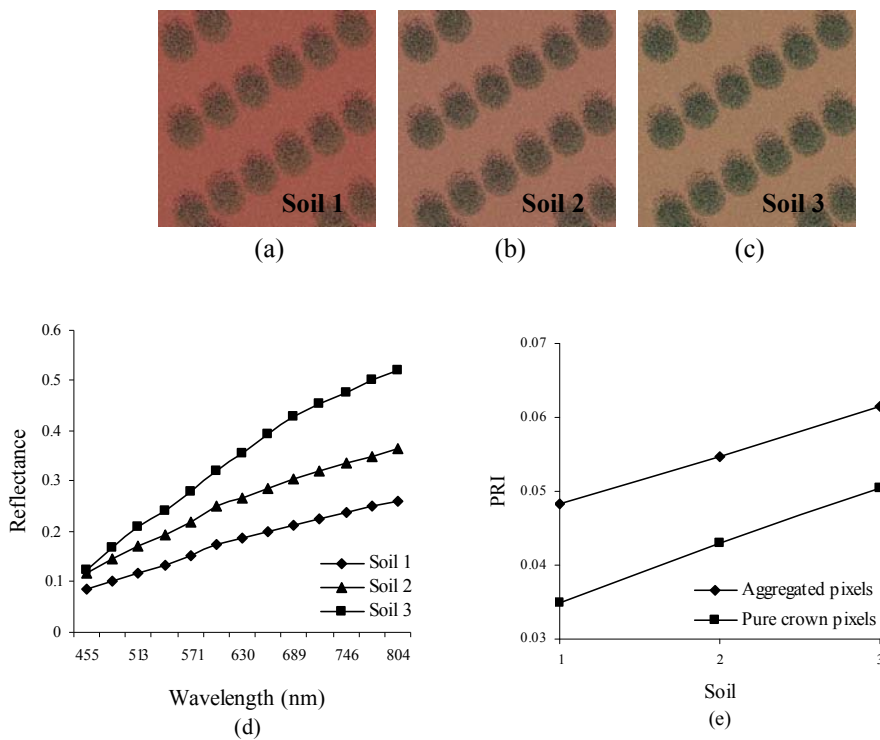 Soil 1
Soil 2
Soil 3
(a)
(b)
(c)
0.6
0.5
0.4
0.3
0.2
0.1
0
Reflectance
Soil 1
Soil 2
Soil 3
455 513 571 630 689 746 804
Wavelength (nm)
(d)
0.07
0.06
0.05
0.04
0.03
PRI
Aggregated pixels
Pure crown pixels
1 2 3
Soil
(e)